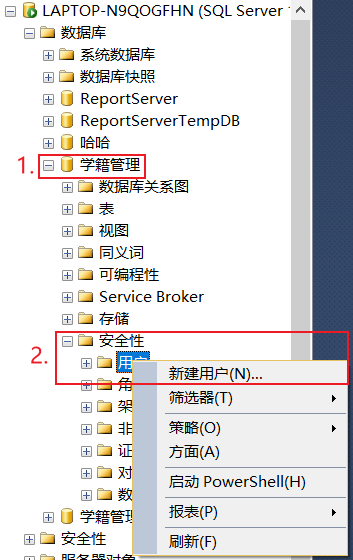 LAPTOP-N9QOGFHN (SQL Server
数据库
系统数据库
数据库快照
ReportServer
ReportServerTempDB
哈哈
1. 学籍管理
数据库关系图
表
视图
同义词
可编程性
Service Broker
存储
2. 安全性
用户
新建用户(N)...
筛选器(T)
策略(O)
方面(A)
启动 PowerShell(H)
报表(P)
刷新(F)
角
架
非
证
对
数
学籍管理
安全性
服务器对象